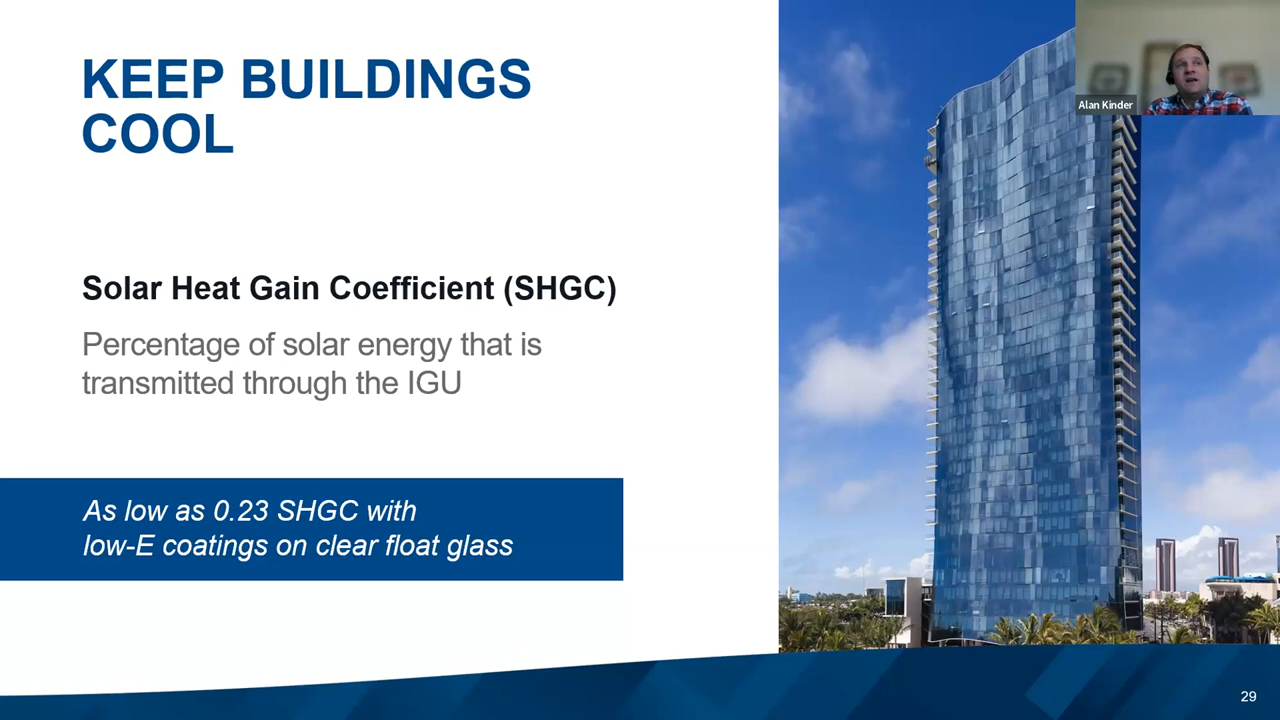 KEEP BUILDINGS
COOL
Alan Kinder
Solar Heat Gain Coefficient (SHGC)
Percentage of solar energy that is
transmitted through the IGU
As low as 0.23 SHGC with
low-E coatings on clear float glass
29